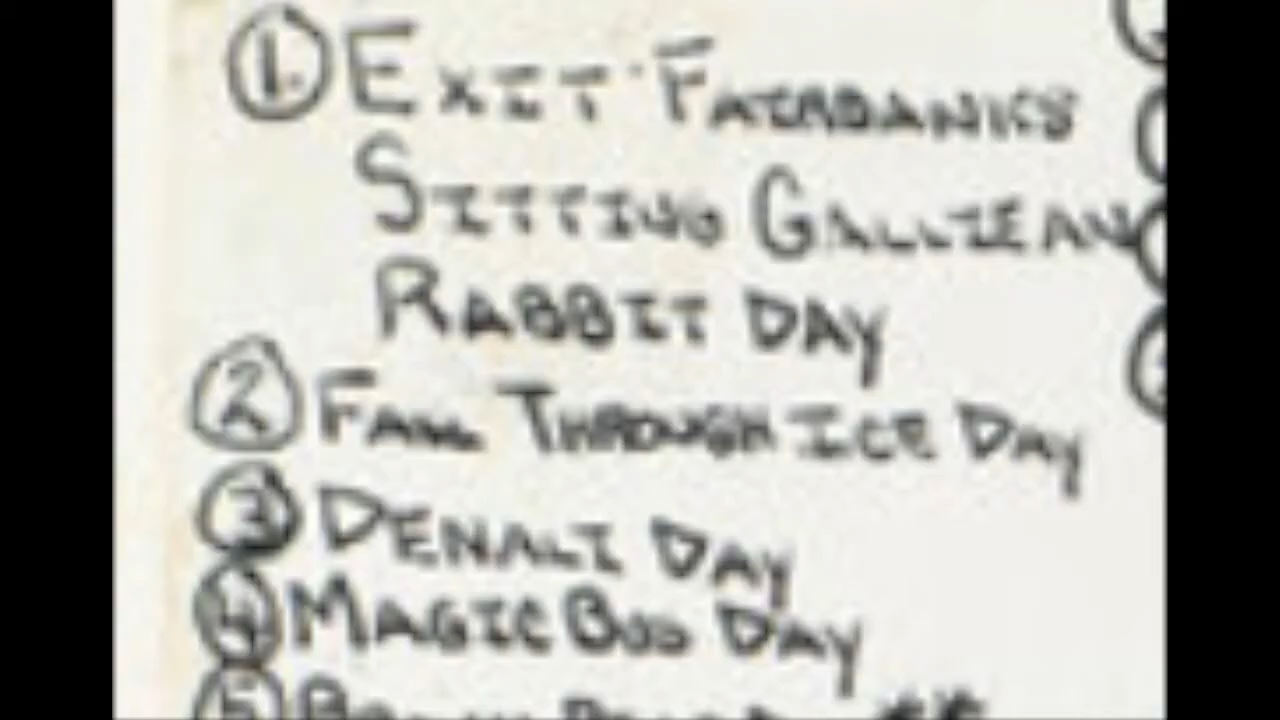 1. EXIT FAIRBANKS
SITTING GALLIEAN
RABBIT DAY
2 FALL THROUGH ICE DAY
3 DENALI DAY
4 MAGIC BUS DAY
5